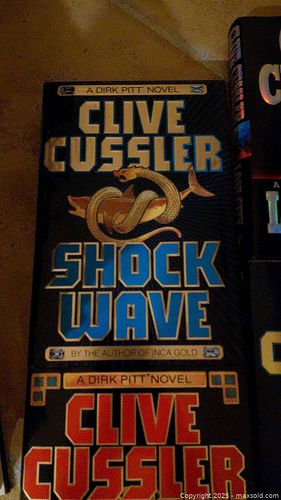 A DIRK PITT® NOVEL
CLIVE
CUSSLER
SHOCK
WAVE
BY THE AUTHOR OF INCA GOLD
A DIRK PITT® NOVEL
CLIVE
CUSSLER
Copyright 2025 - maxsold.com